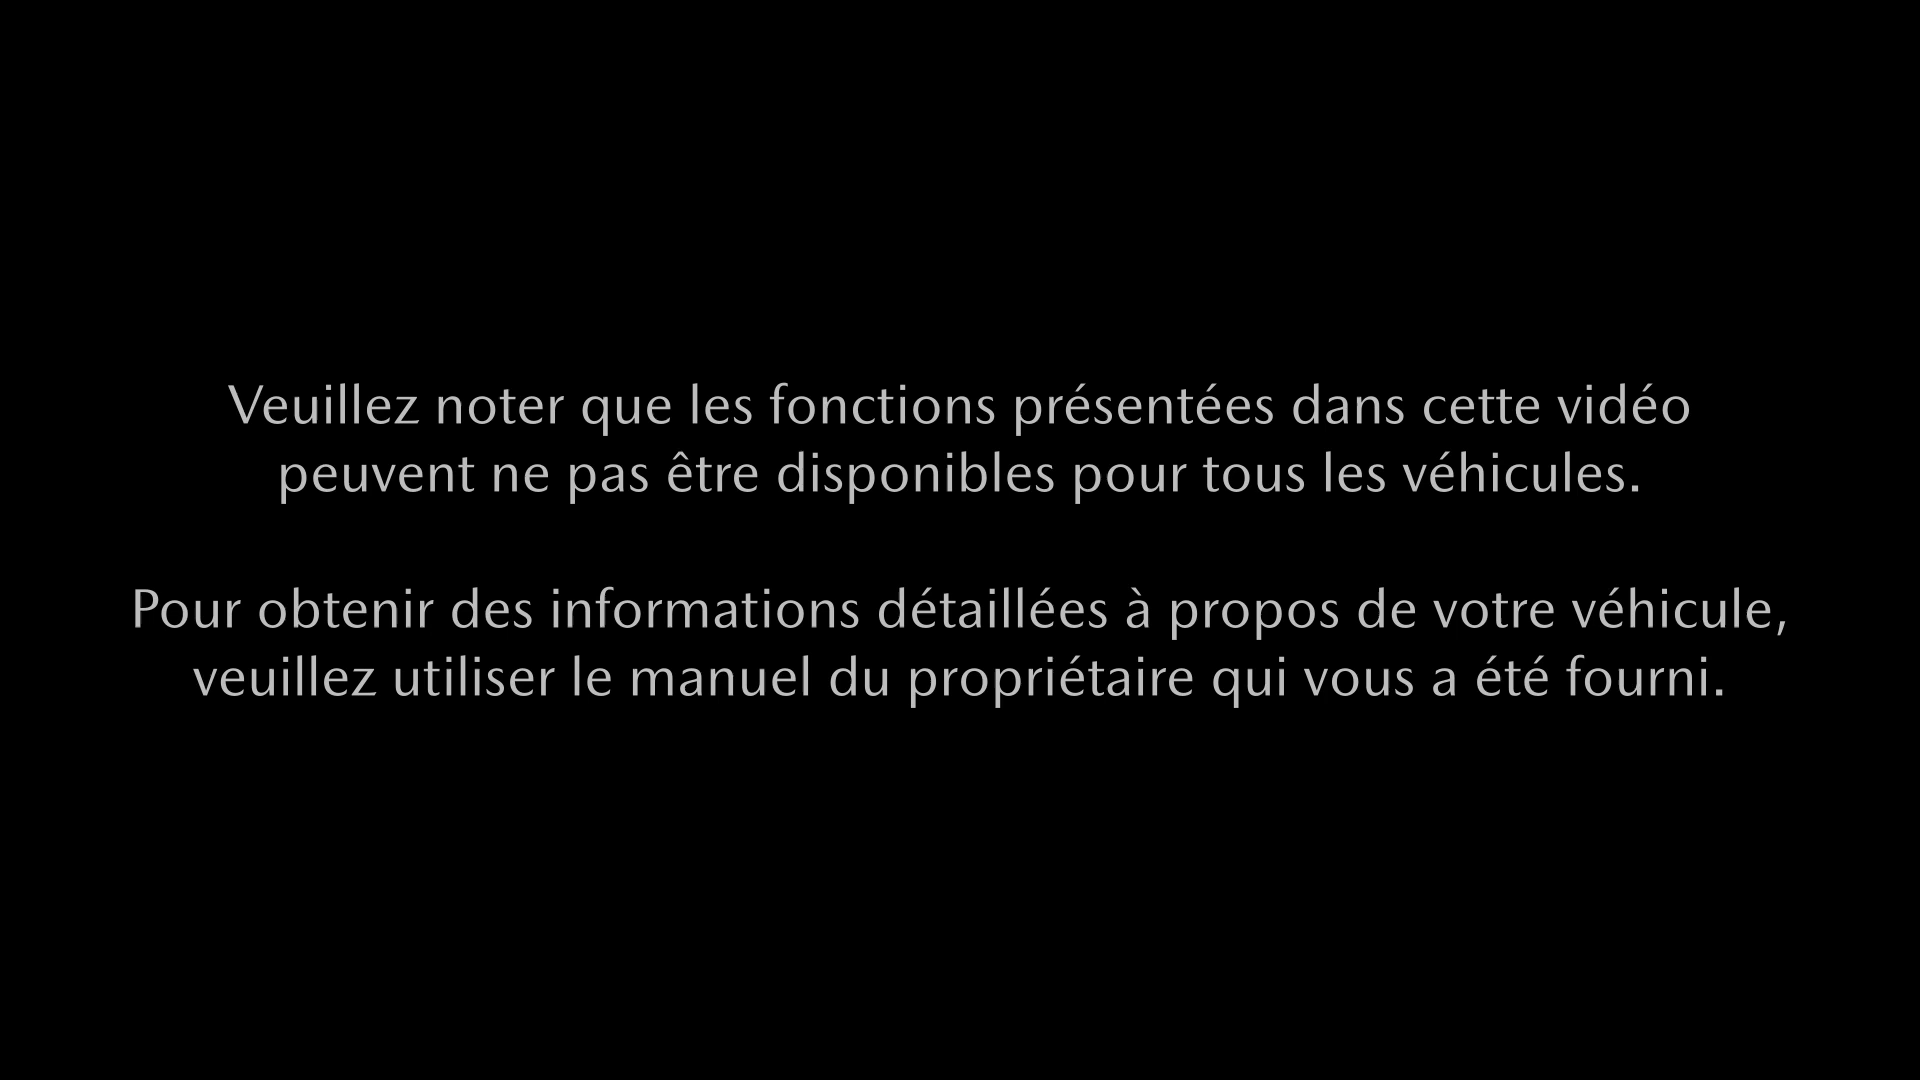 Veuillez noter que les fonctions présentées dans cette vidéo
peuvent ne pas être disponibles pour tous les véhicules.
Pour obtenir des informations détaillées à propos de votre véhicule,
veuillez utiliser le manuel du propriétaire qui vous a été fourni.